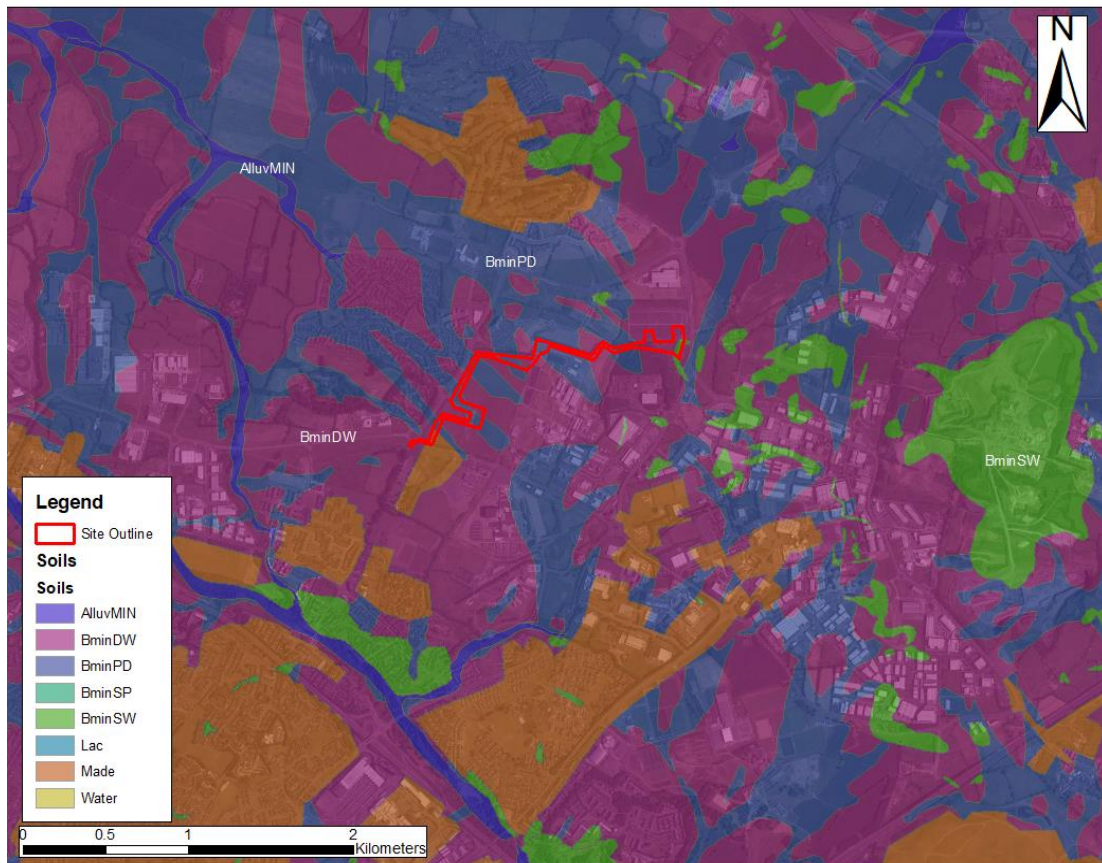 N
AlluvMIN
BminPD
BminDW
BminSW
Legend
Site Outline
Soils
Soils
AlluvMIN
BminDW
BminPD
BminSP
BminSW
Lac
Made
Water
0 0.5 1 2
Kilometers